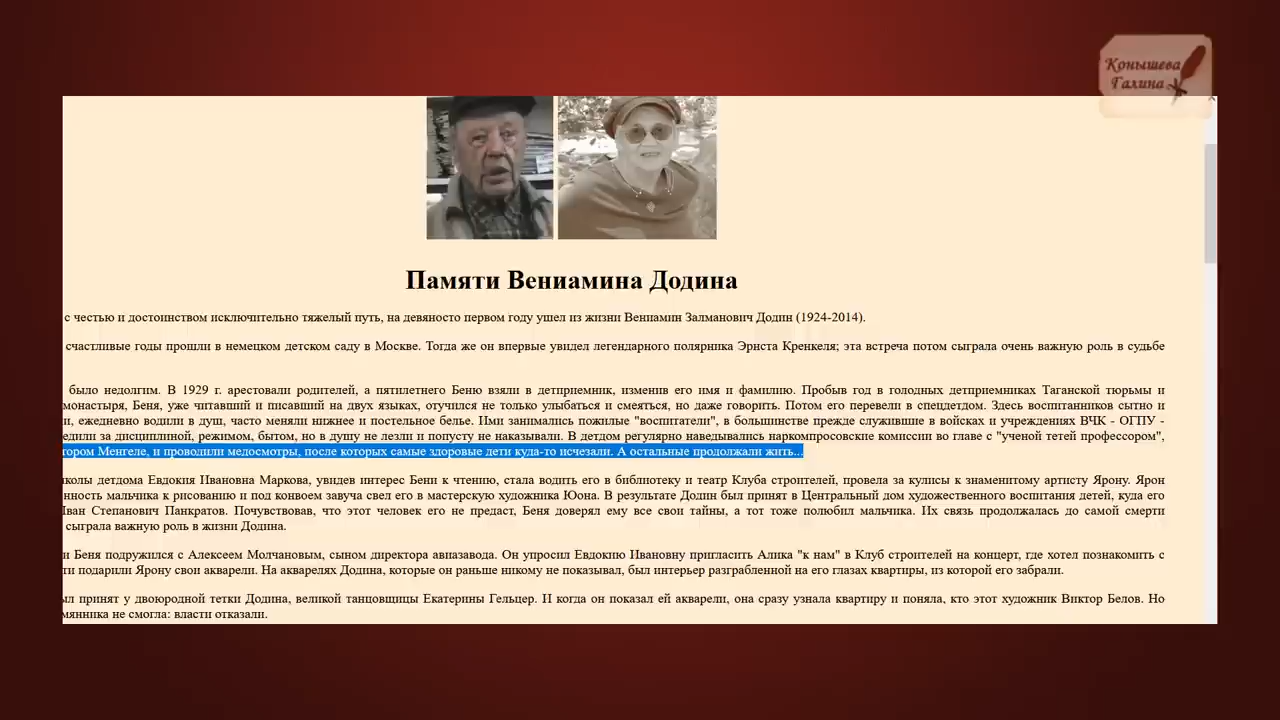 Конышева
Галина
Памяти Вениамина Додина
с честью и достоинством исключительно тяжелый путь, на девяносто первом году ушел из жизни Вениамин Залманович Додин (1924-2014).
счастливые годы прошли в немецком детском саду в Москве. Тогда же он впервые увидел легендарного полярника Эрнста Кренкеля; эта встреча потом сыграла очень важную роль в судьбе
было недолгим. В 1929 г. арестовали родителей, а пятилетнего Беню взяли в детприемник, изменив его имя и фамилию. Пробыв год в голодных детприемниках Таганской тюрьмы и
монастыря, Беня, уже читавший и писавший на двух языках, отучился не только улыбаться и смеяться, но даже говорить. Потом его перевели в спецдетдом. Здесь воспитанников сытно и
и, ежедневно водили в душ, часто меняли нижнее и постельное белье. Ими занимались пожилые "воспитатели", в большинстве прежде служившие в войсках и учреждениях ВЧК - ОГПУ -
едили за дисциплиной, режимом, бытом, но в душу не лезли и попусту не наказывали. В детдом регулярно наведывались наркомпросовские комиссии во главе с "ученой тетей профессором",
тором Менгеле, и проводили медосмотры, после которых самые здоровые дети куда-то исчезали. А остальные продолжали жить...
колы детдома Евдокия Ивановна Маркова, увидев интерес Бени к чтению, стала водить его в библиотеку и театр Клуба строителей, провела за кулисы к знаменитому артисту Ярону. Ярон
нность мальчика к рисованию и под конвоем завуча свел его в мастерскую художника Юона. В результате Додин был принят в Центральный дом художественного воспитания детей, куда его
Иван Степанович Панкратов. Почувствовав, что этот человек его не предаст, Беня доверял ему все свои тайны, а тот тоже полюбил мальчика. Их связь продолжалась до самой смерти
сыграла важную роль в жизни Додина.
и Беня подружился с Алексеем Молчановым, сыном директора авиазавода. Он упросил Евдокию Ивановну пригласить Алика "к нам" в Клуб строителей на концерт, где хотел познакомить с
ти подарили Ярону свои акварели. На акварелях Додина, которые он раньше никому не показывал, был интерьер разграбленной на его глазах квартиры, из которой его забрали.
ыл принят у двоюродной тетки Додина, великой танцовщицы Екатерины Гельцер. И когда он показал ей акварели, она сразу узнала квартиру и поняла, кто этот художник Виктор Белов. Но
мянника не смогла: власти отказали.